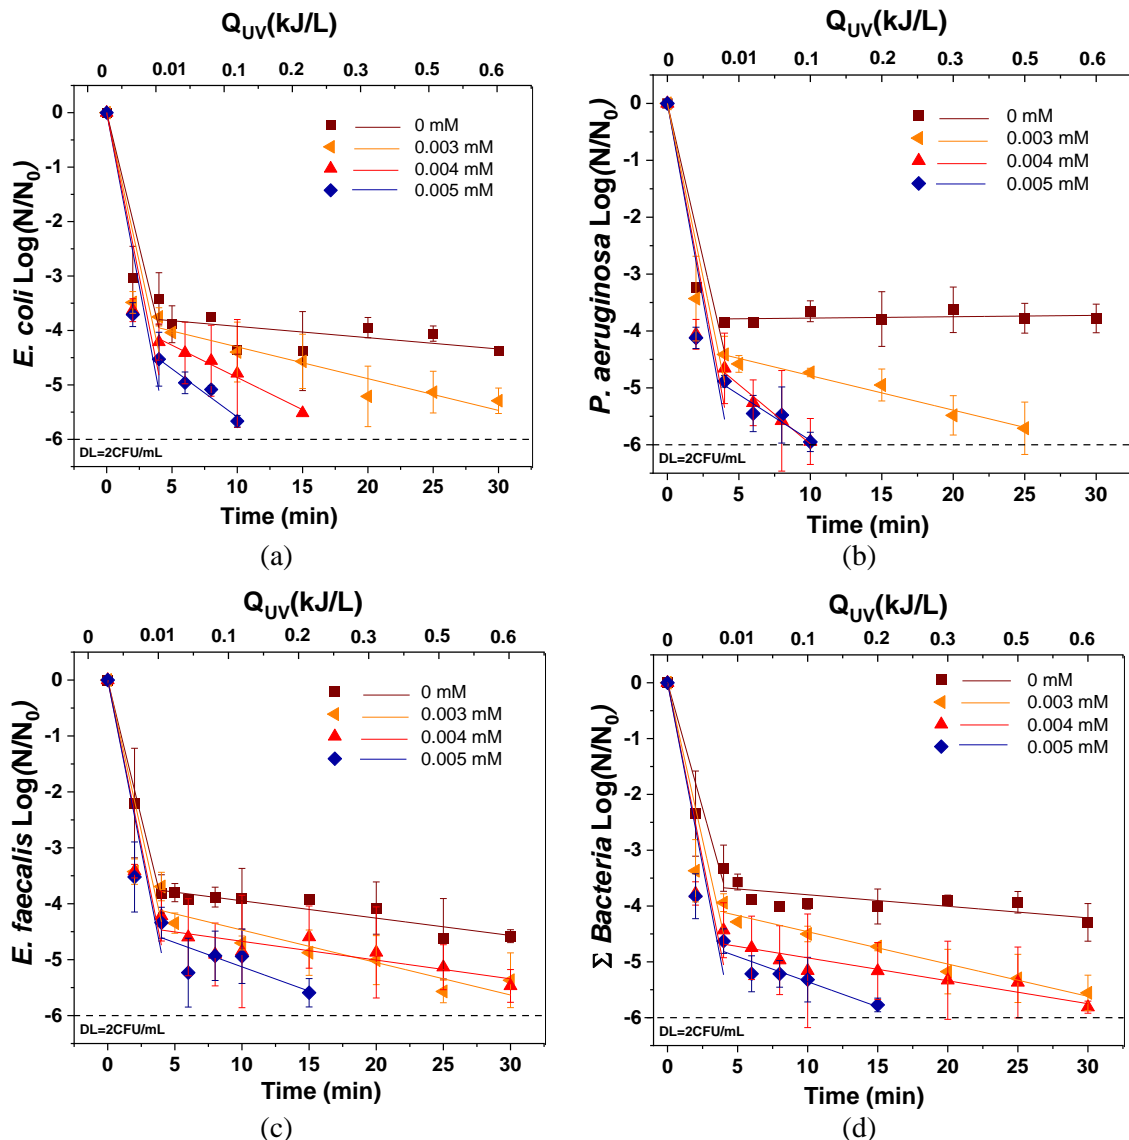 Q_UV(kJ/L)
0 0.01 0.1 0.2 0.3 0.5 0.6
E. coli Log(N/N_0)
0
-1
-2
-3
-4
-5
-6
0 mM
0.003 mM
0.004 mM
0.005 mM
DL=2CFU/mL
0 5 10 15 20 25 30
Time (min)
(a)
Q_UV(kJ/L)
0 0.01 0.1 0.2 0.3 0.5 0.6
P. aeruginosa Log(N/N_0)
0
-1
-2
-3
-4
-5
-6
0 mM
0.003 mM
0.004 mM
0.005 mM
DL=2CFU/mL
0 5 10 15 20 25 30
Time (min)
(b)
Q_UV(kJ/L)
0 0.01 0.1 0.2 0.3 0.5 0.6
E. faecalis Log(N/N_0)
0
-1
-2
-3
-4
-5
-6
0 mM
0.003 mM
0.004 mM
0.005 mM
DL=2CFU/mL
0 5 10 15 20 25 30
Time (min)
(c)
Q_UV(kJ/L)
0 0.01 0.1 0.2 0.3 0.5 0.6
Σ Bacteria Log(N/N_0)
0
-1
-2
-3
-4
-5
-6
0 mM
0.003 mM
0.004 mM
0.005 mM
DL=2CFU/mL
0 5 10 15 20 25 30
Time (min)
(d)